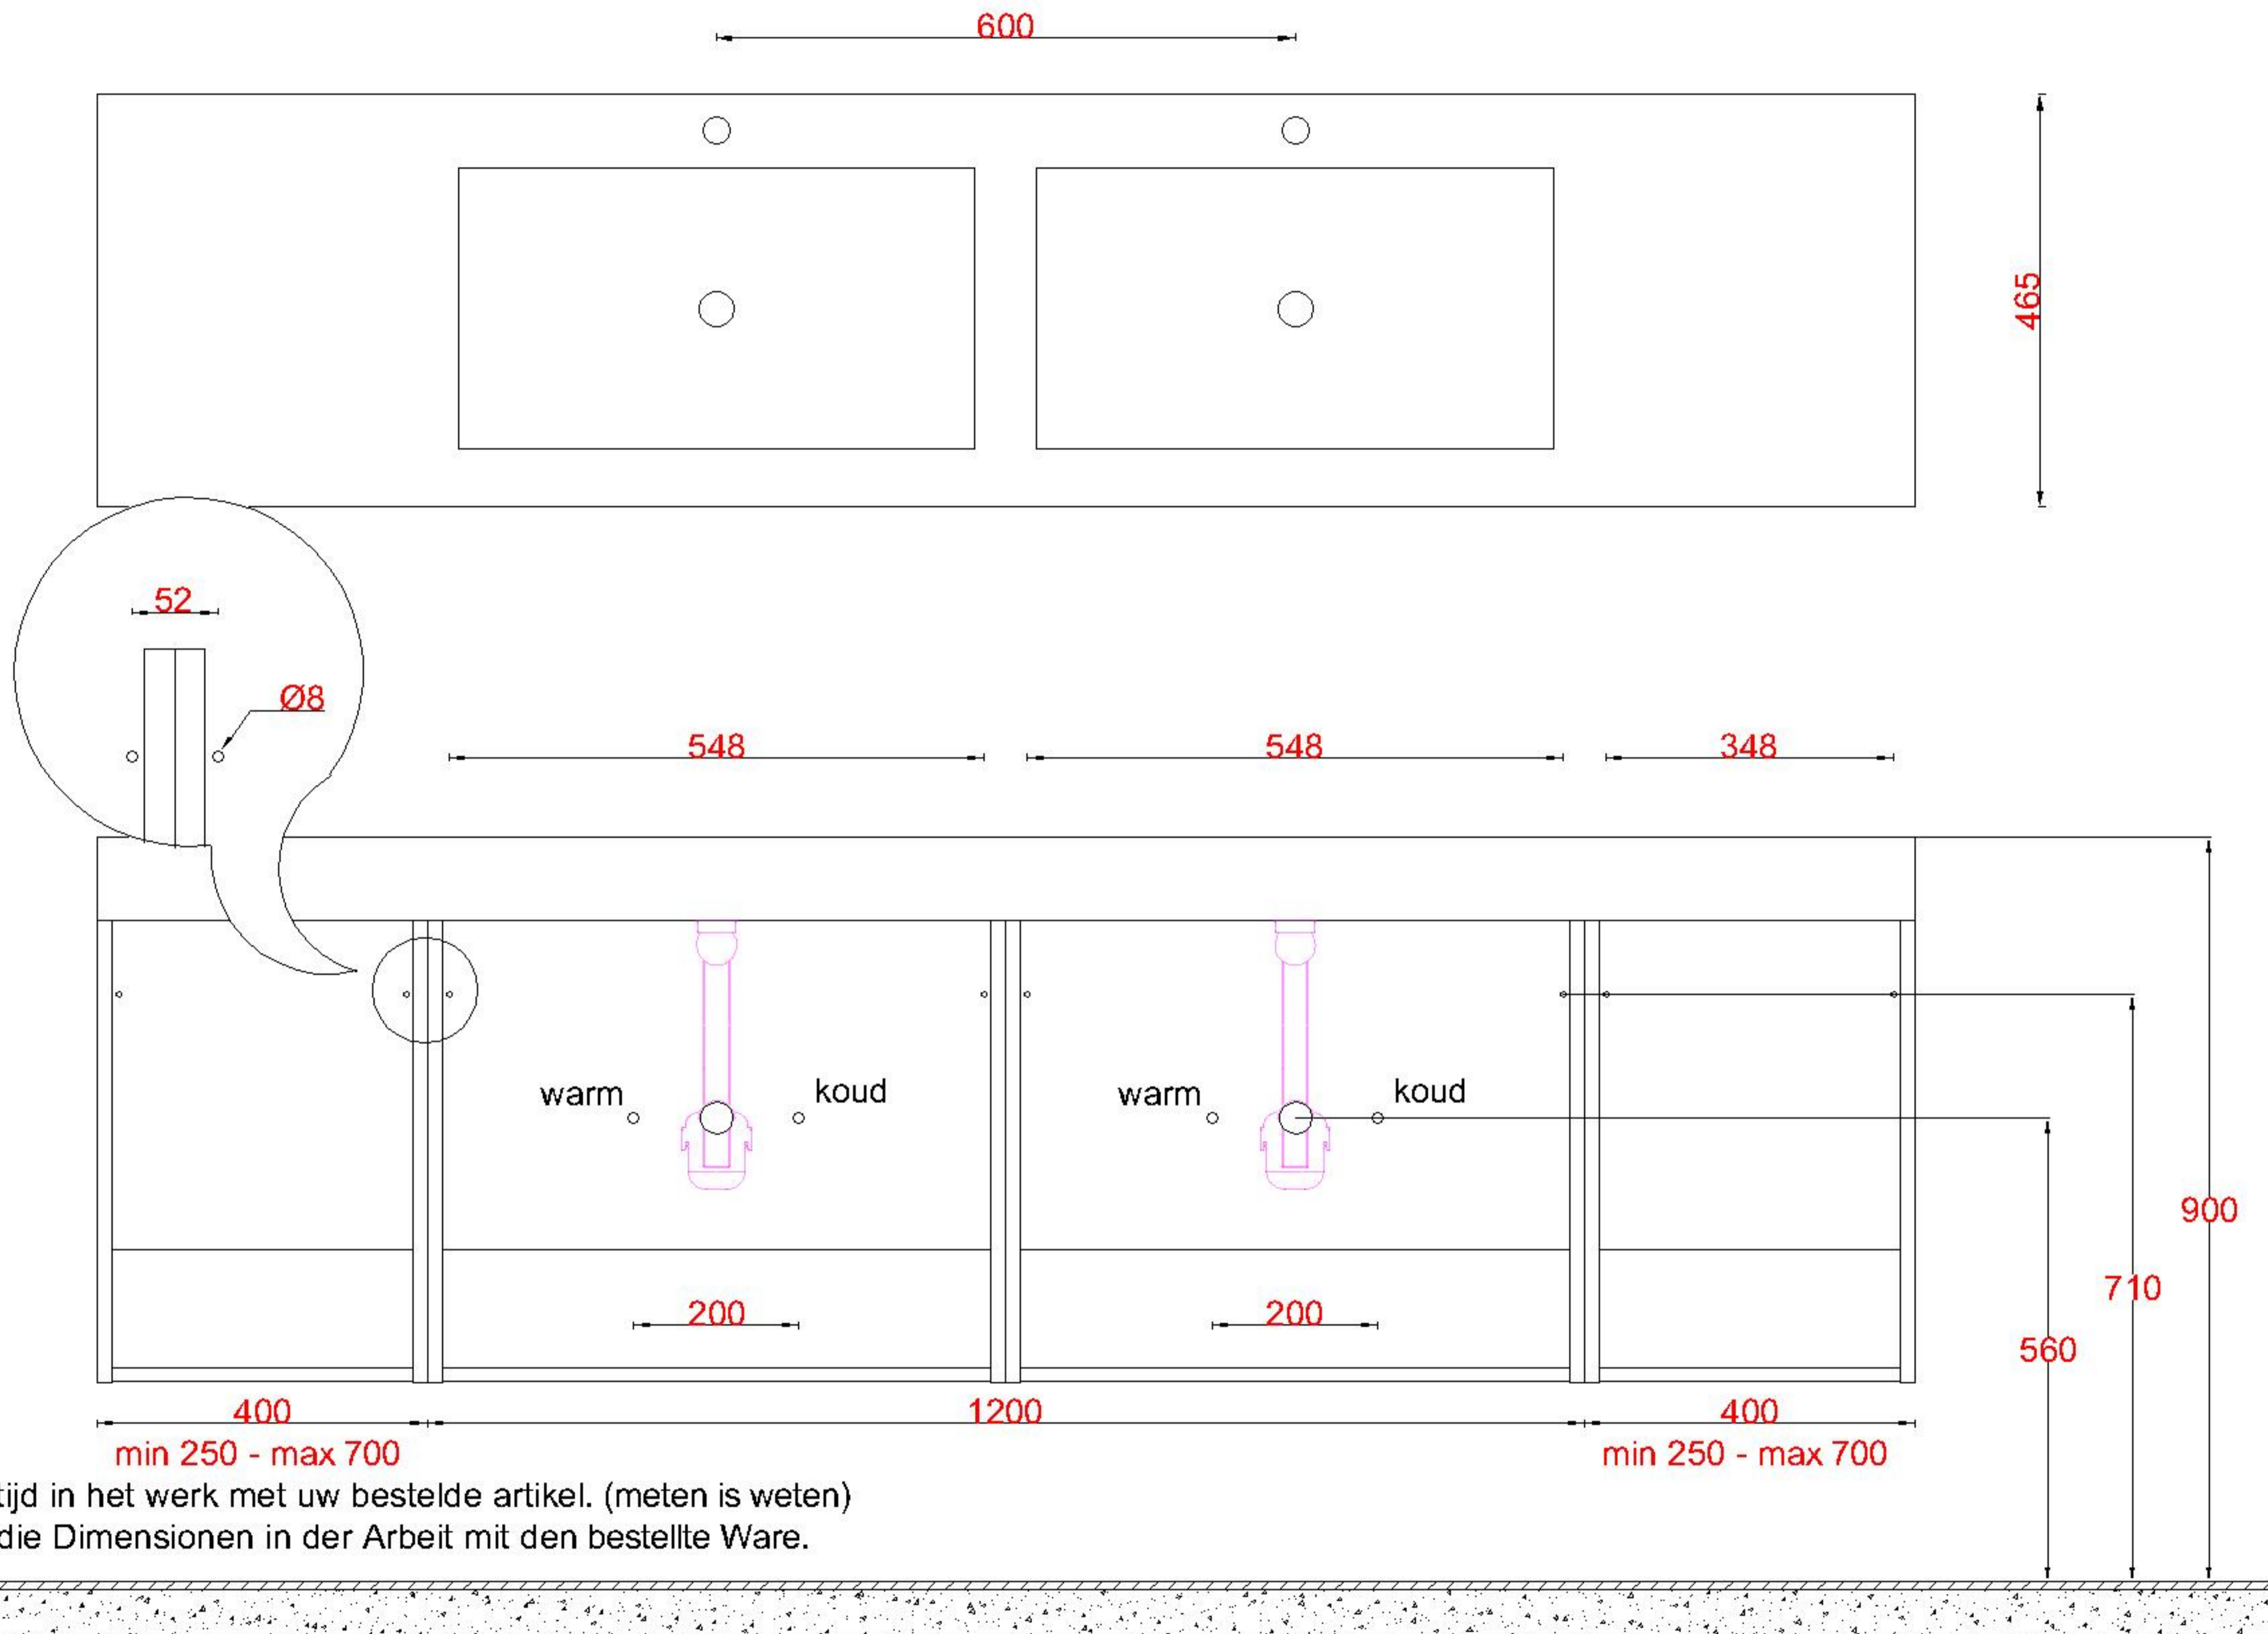 600
465
52
Ø8
548
548
348
warm
koud
warm
koud
900
710
560
200
200
400
1200
400
min 250 - max 700
min 250 - max 700
tijd in het werk met uw bestelde artikel. (meten is weten)
die Dimensionen in der Arbeit mit den bestellte Ware.